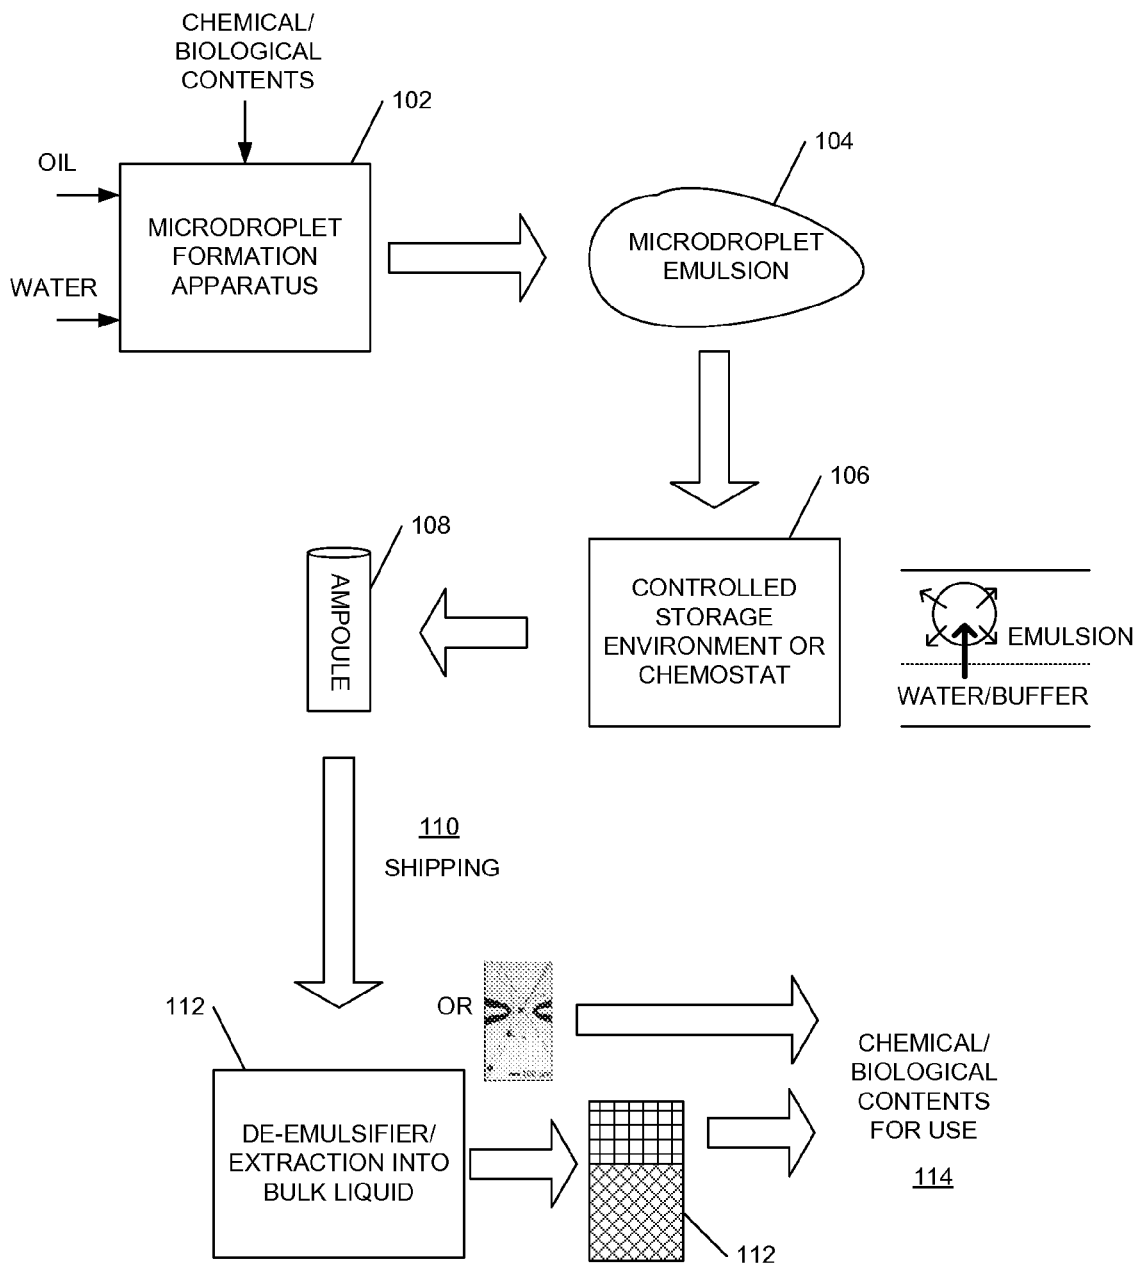 CHEMICAL/
BIOLOGICAL
CONTENTS
102
OIL
MICRODROPLET
FORMATION
APPARATUS
WATER
104
MICRODROPLET
EMULSION
106
CONTROLLED
STORAGE
ENVIRONMENT OR
CHEMOSTAT
EMULSION
WATER/BUFFER
108
AMPOULE
110
SHIPPING
112
DE-EMULSIFIER/
EXTRACTION INTO
BULK LIQUID
OR
112
CHEMICAL/
BIOLOGICAL
CONTENTS
FOR USE
114